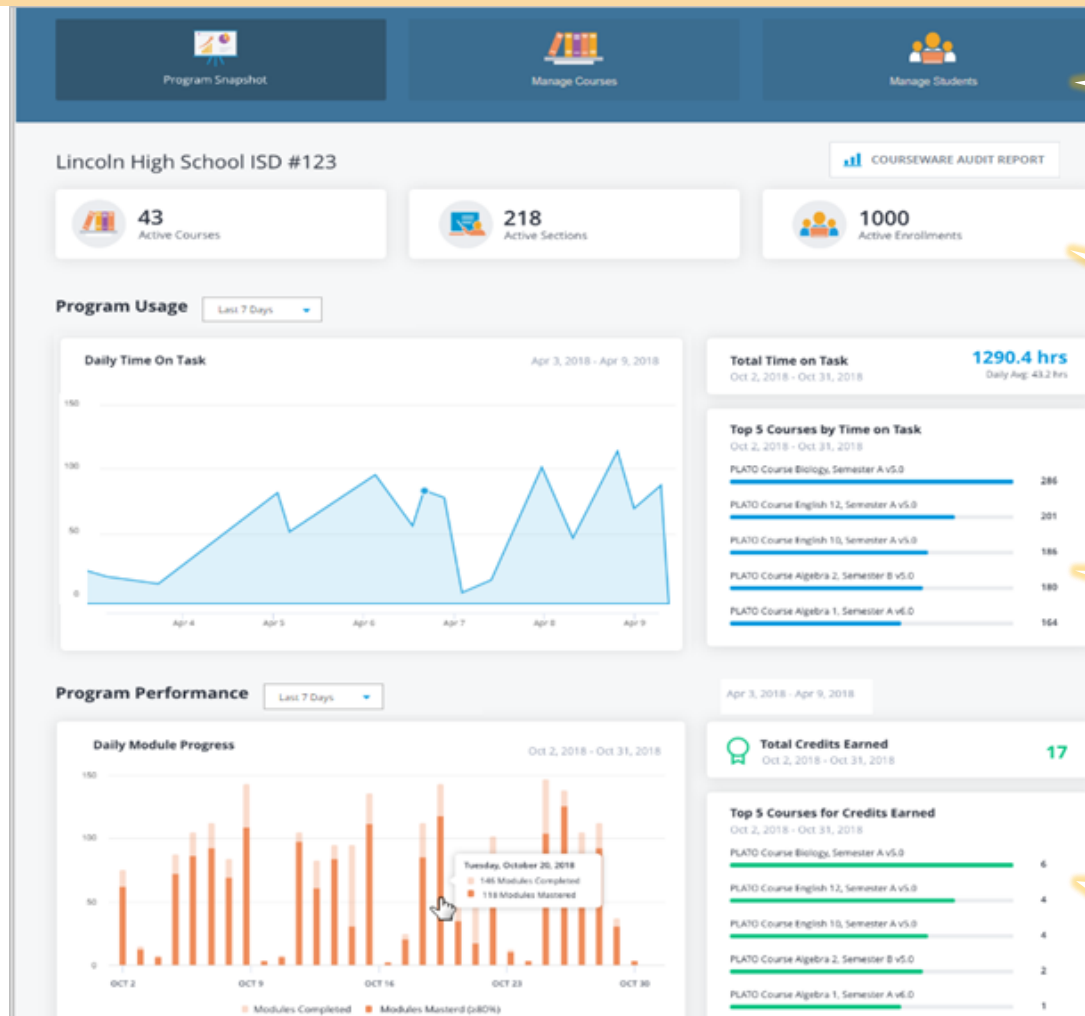 Program Snapshot
Manage Courses
Manage Students
Lincoln High School ISD #123
COURSEWARE AUDIT REPORT
43
Active Courses
218
Active Sections
1000
Active Enrollments
Program Usage
Last 7 Days
Daily Time On Task
Apr 3, 2018 - Apr 9, 2018
150
100
50
0
Apr 4
Apr 5
Apr 6
Apr 7
Apr 8
Apr 9
Total Time on Task
1290.4 hrs
Oct 2, 2018 - Oct 31, 2018
Daily Avg: 43.2 hrs
Top 5 Courses by Time on Task
Oct 2, 2018 - Oct 31, 2018
PLATO Course Biology, Semester A v5.0
286
PLATO Course English 12, Semester A v5.0
201
PLATO Course English 10, Semester A v5.0
186
PLATO Course Algebra 2, Semester B v5.0
180
PLATO Course Algebra 1, Semester A v6.0
164
Program Performance
Last 7 Days
Apr 3, 2018 - Apr 9, 2018
Daily Module Progress
Oct 2, 2018 - Oct 31, 2018
150
100
50
0
Tuesday, October 20, 2018
146 Modules Completed
118 Modules Mastered
OCT 2
OCT 9
OCT 16
OCT 23
OCT 30
Modules Completed
Modules Masterd (≥80%)
Total Credits Earned
17
Oct 2, 2018 - Oct 31, 2018
Top 5 Courses for Credits Earned
Oct 2, 2018 - Oct 31, 2018
PLATO Course Biology, Semester A v5.0
6
PLATO Course English 12, Semester A v5.0
4
PLATO Course English 10, Semester A v5.0
4
PLATO Course Algebra 2, Semester B v5.0
2
PLATO Course Algebra 1, Semester A v6.0
1